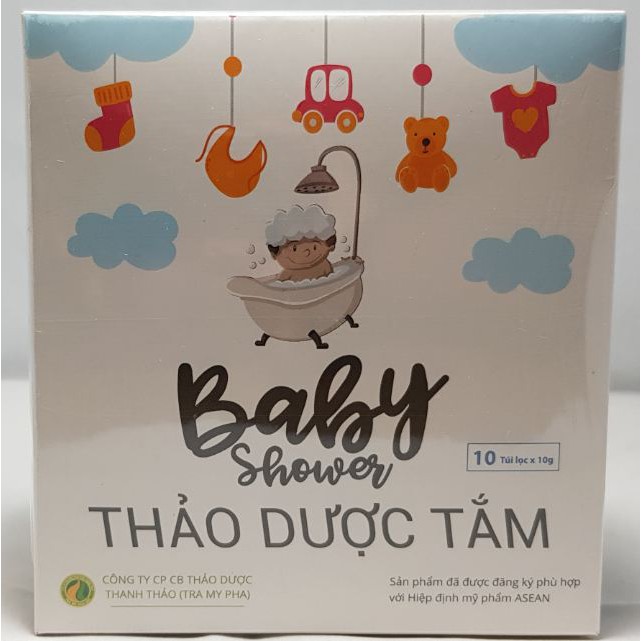 Baby
Shower
10 Túi lọc x 10g
THẢO DƯỢC TẮM
CÔNG TY CP CB THẢO DƯỢC
THANH THẢO (TRA MY PHA)
Sản phẩm đã được đăng ký phù hợp
với Hiệp định mỹ phẩm ASEAN